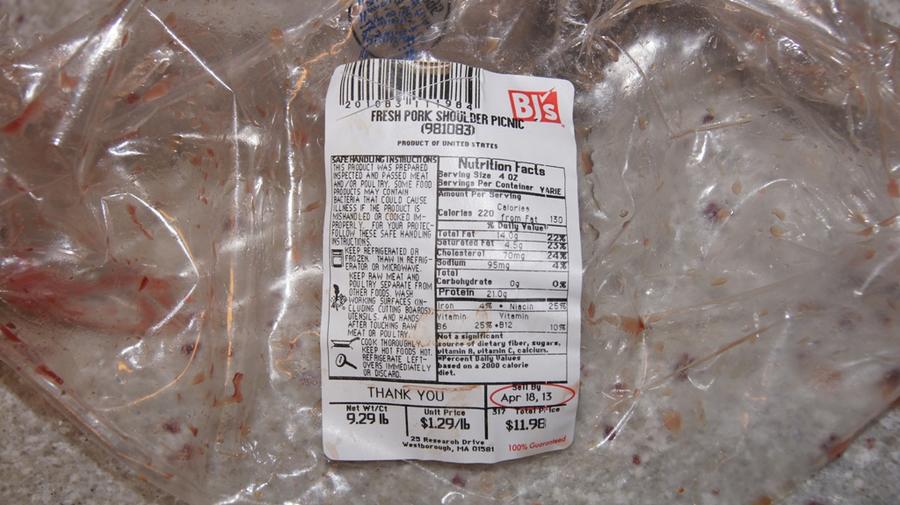 201083 111984
BJ's
FRESH PORK SHOULDER PICNIC
(981083)
PRODUCT OF UNITED STATES
SAFE HANDLING INSTRUCTIONS
THIS PRODUCT WAS PREPARED
INSPECTED AND PASSED MEAT
AND/OR POULTRY. SOME FOOD
PRODUCTS MAY CONTAIN
BACTERIA THAT COULD CAUSE
ILLNESS IF THE PRODUCT IS
MISHANDLED OR COOKED IM-
PROPERLY. FOR YOUR PROTEC-
FOLLOW THESE SAFE HANDLING
INSTRUCTIONS.
KEEP REFRIGERATED OR
FROZEN. THAW IN REFRIG-
ERATOR OR MICROWAVE.
KEEP RAW MEAT AND
POULTRY SEPARATE FROM
OTHER FOODS. WASH
WORKING SURFACES (IN-
CLUDING CUTTING BOARDS),
UTENSILS, AND HANDS
AFTER TOUCHING RAW
MEAT OR POULTRY.
COOK THOROUGHLY.
KEEP HOT FOODS HOT.
REFRIGERATE LEFT-
OVERS IMMEDIATELY
OR DISCARD.
Nutrition Facts
Serving Size 4 OZ
Servings Per Container VARIE
Amount Per Serving
Calories 220 Calories from Fat 130
% Daily Value*
Total Fat 14.0g 22%
Saturated Fat 4.5g 23%
Cholesterol 70mg 24%
Sodium 95mg 4%
Total
Carbohydrate 0g 0%
Protein 21.0g
Iron 4% • Niacin 25%
Vitamin B6 25% • Vitamin B12 10%
Not a significant
source of dietary fiber, sugars,
vitamin A, vitamin C, calcium.
*Percent Daily Values
based on a 2000 calorie
diet.
THANK YOU
Sell By
Apr 18, 13
Net Wt/Ct
9.29 lb
Unit Price
$1.29/lb
317 Total Price
$11.98
25 Research Drive
Westborough, MA 01581
100% Guaranteed